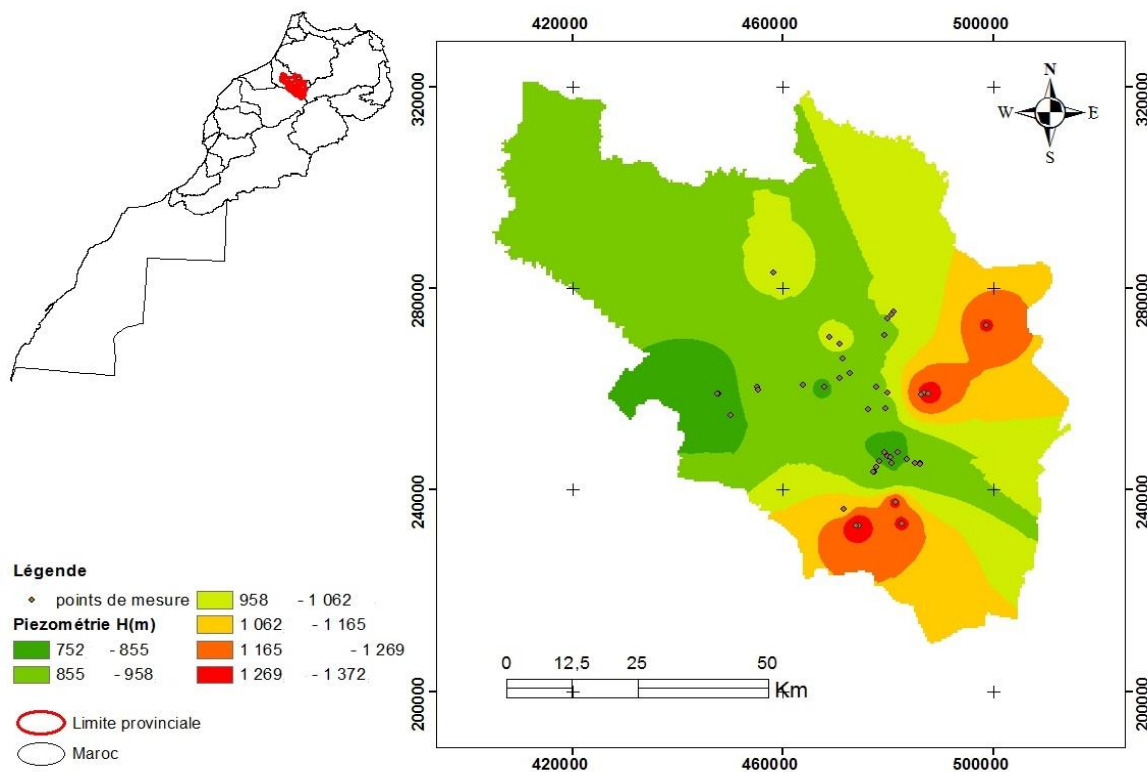 420000 460000 500000
320000 320000
N
W E
S
280000 280000
240000 240000
200000 200000
Légende
points de mesure
Piezométrie H(m)
752 - 855
855 - 958
958 - 1 062
1 062 - 1 165
1 165 - 1 269
1 269 - 1 372
Limite provinciale
Maroc
0 12,5 25 50
Km
420000 460000 500000